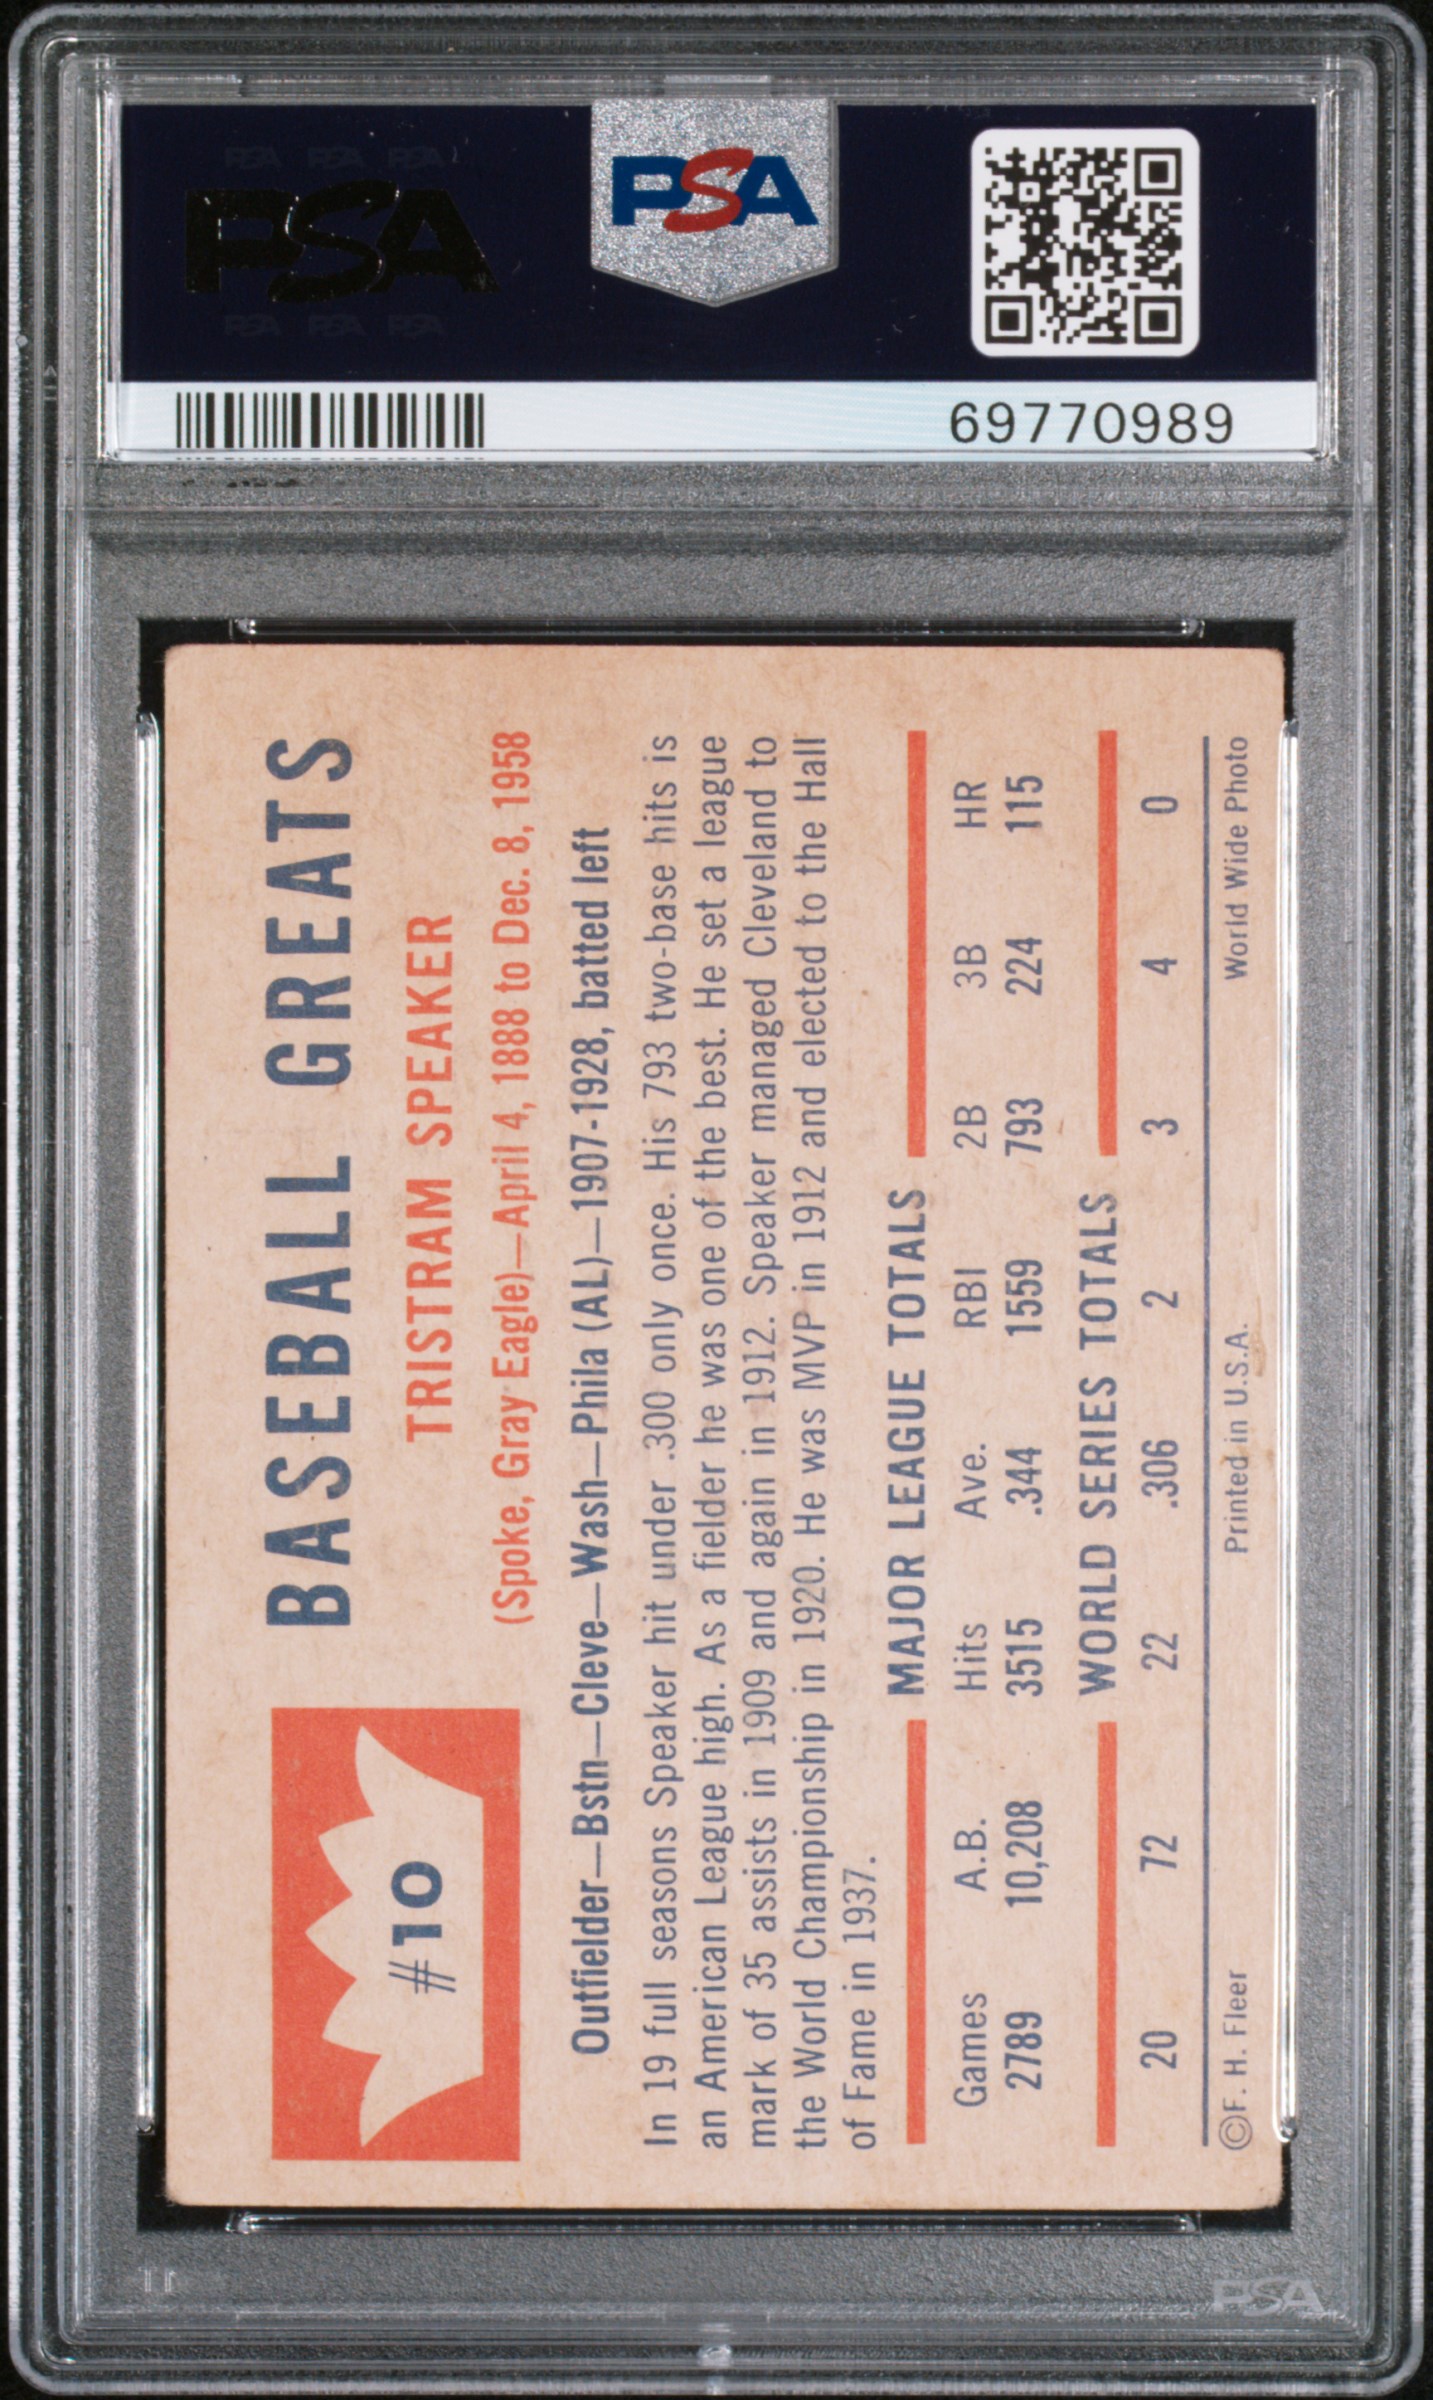 PSA PSA PSA
PSA
PSA PSA PSA
PSA
69770989
#10
BASEBALL GREATS
TRISTRAM SPEAKER
(Spoke, Gray Eagle)—April 4, 1888 to Dec. 8, 1958
Outfielder—Bstn—Cleve—Wash—Phila (AL)—1907-1928, batted left
In 19 full seasons Speaker hit under .300 only once. His 793 two-base hits is
an American League high. As a fielder he was one of the best. He set a league
mark of 35 assists in 1909 and again in 1912. Speaker managed Cleveland to
the World Championship in 1920. He was MVP in 1912 and elected to the Hall
of Fame in 1937.
MAJOR LEAGUE TOTALS
Games A.B. Hits Ave. RBI 2B 3B HR
2789 10,208 3515 .344 1559 793 224 115
WORLD SERIES TOTALS
20 72 22 .306 2 3 4 0
©F. H. Fleer Printed in U.S.A. World Wide Photo
PSA